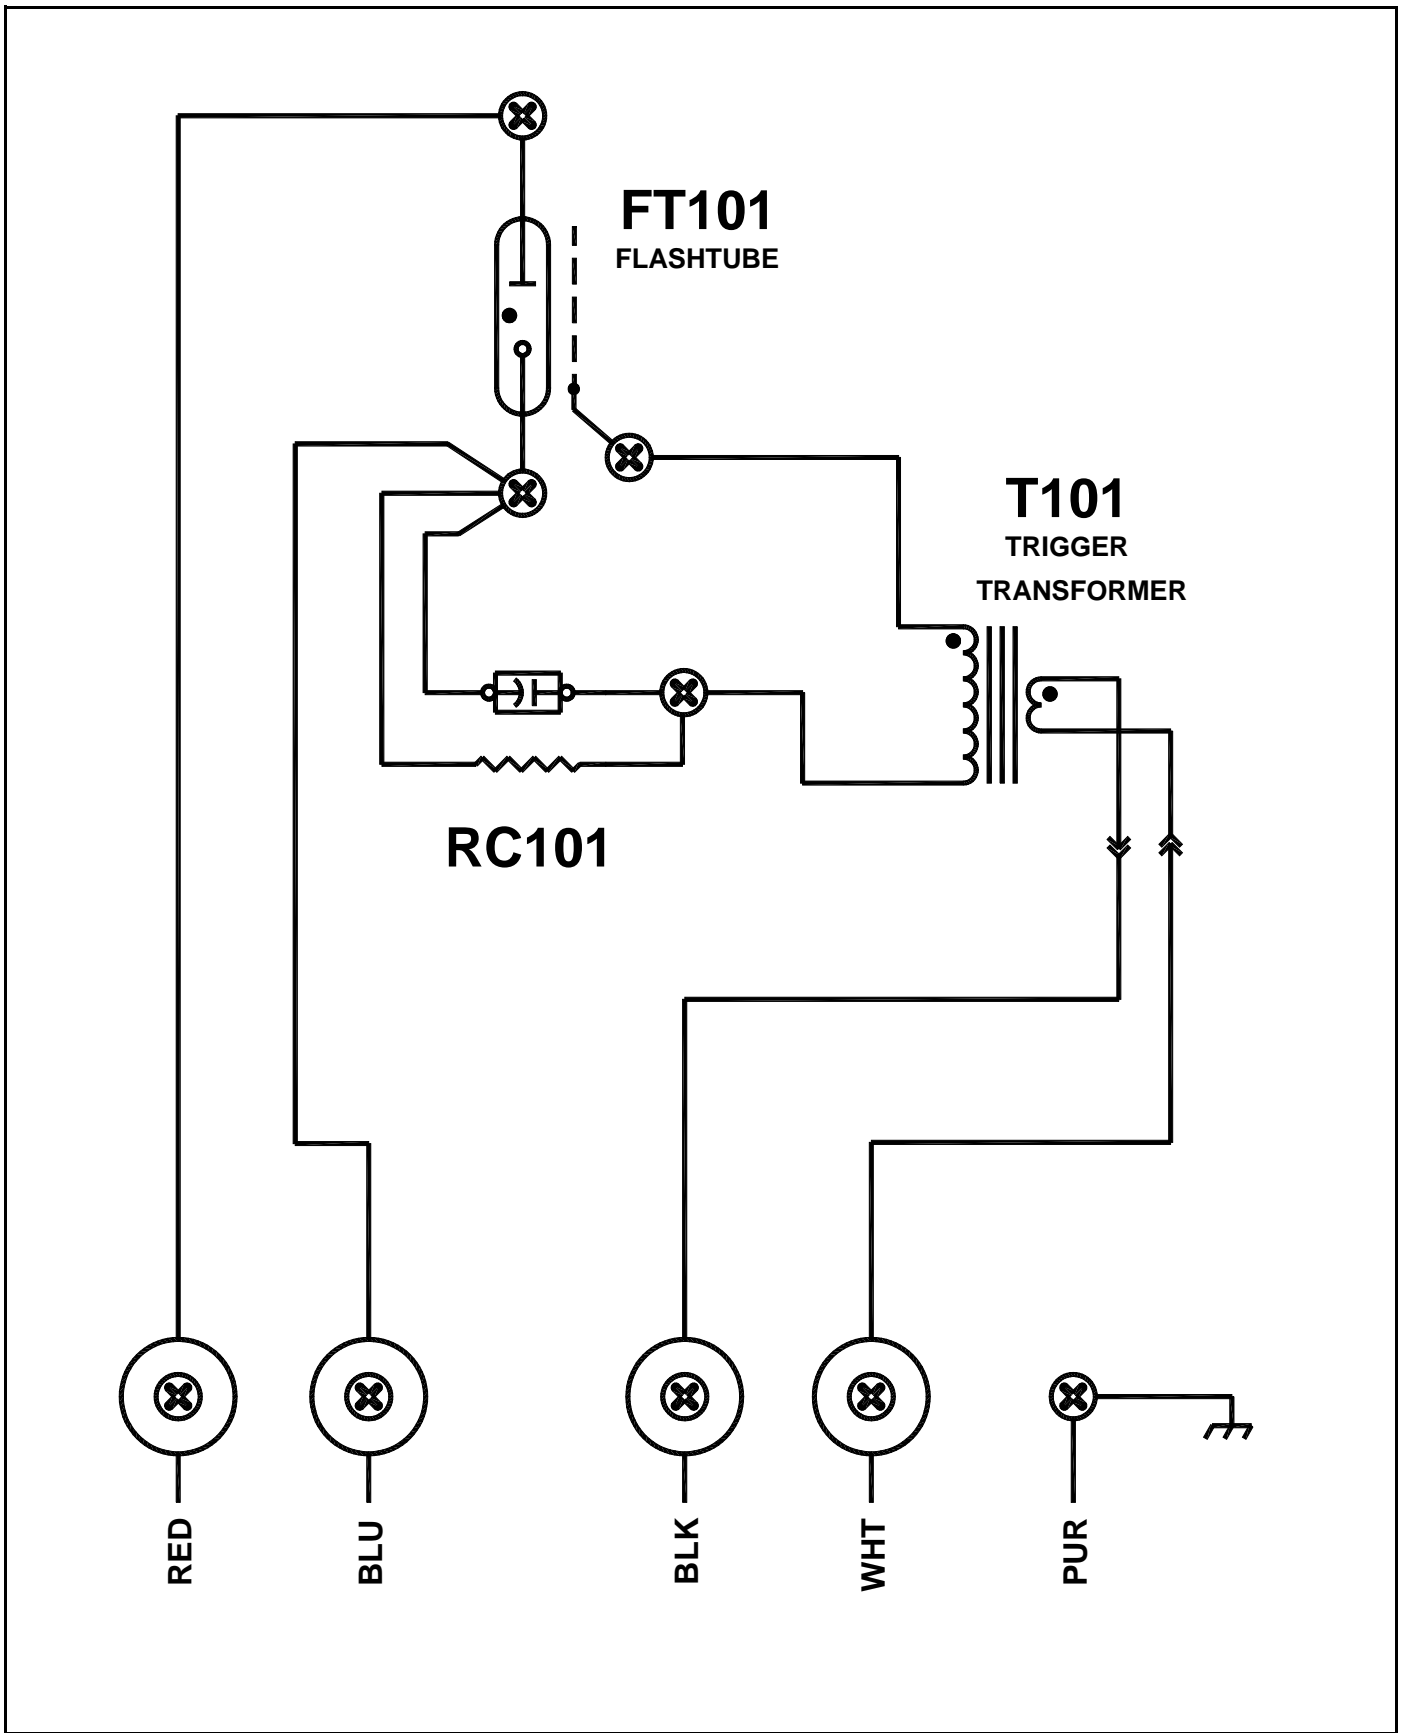 FT101
FLASHTUBE
T101
TRIGGER
TRANSFORMER
RC101
RED
BLU
BLK
WHT
PUR